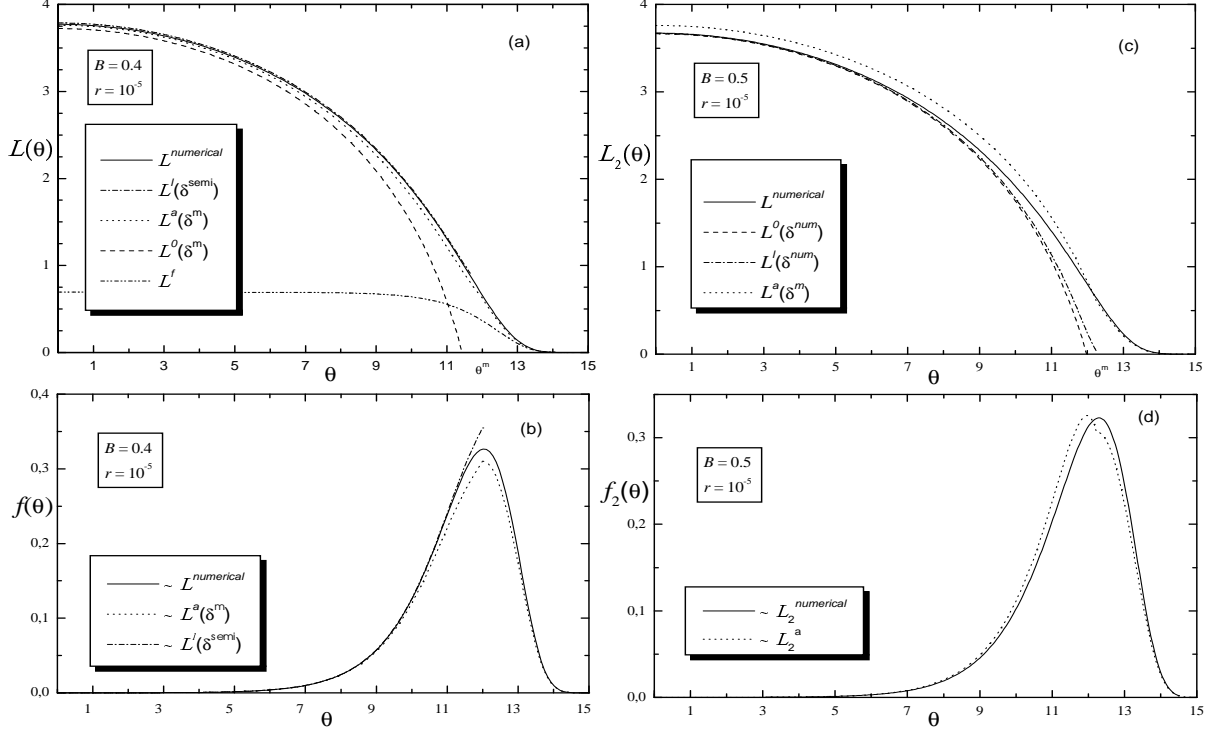 (a)
B = 0.4
r = 10⁻⁵
L(θ)
L^numerical
L^l(δ^semi)
L^a(δ^m)
L^0(δ^m)
L^f
4
3
2
1
0
1 3 5 7 9 11 θ^m 13 15
θ
(c)
B = 0.5
r = 10⁻⁵
L₂(θ)
L^numerical
L^0(δ^num)
L^l(δ^num)
L^a(δ^m)
4
3
2
1
0
1 3 5 7 9 11 θ^m 13 15
θ
(b)
B = 0.4
r = 10⁻⁵
f(θ)
~ L^numerical
~ L^a(δ^m)
~ L^l(δ^semi)
0,4
0,3
0,2
0,1
0,0
1 3 5 7 9 11 13 15
θ
(d)
B = 0.5
r = 10⁻⁵
f₂(θ)
~ L₂^numerical
~ L₂^a
0,3
0,2
0,1
0,0
1 3 5 7 9 11 13 15
θ